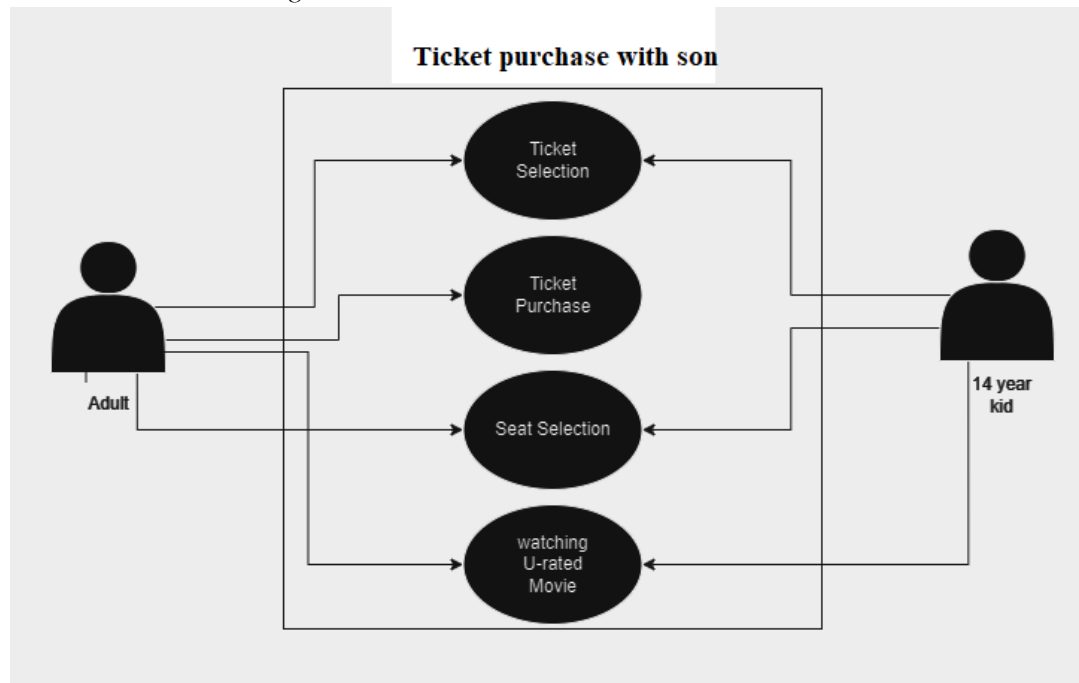 Ticket purchase with son
Ticket
Selection
Ticket
Purchase
Adult
14 year
kid
Seat Selection
watching
U-rated
Movie